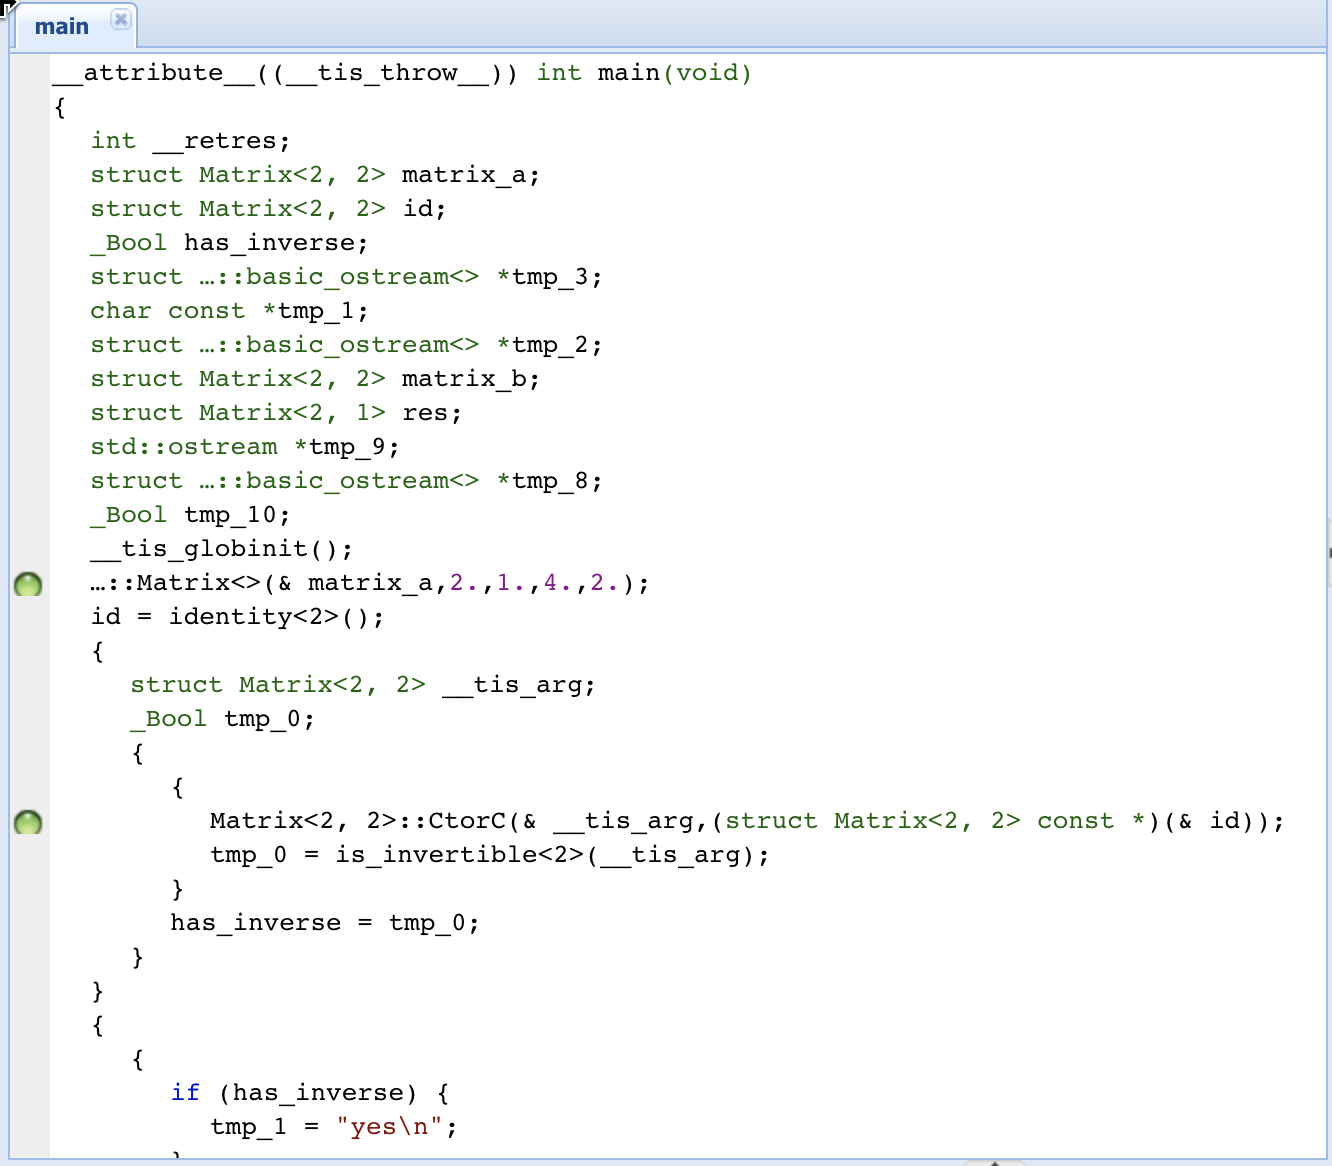 main
__attribute__((__tis_throw__)) int main(void)
{
int __retres;
struct Matrix<2, 2> matrix_a;
struct Matrix<2, 2> id;
_Bool has_inverse;
struct …::basic_ostream<> *tmp_3;
char const *tmp_1;
struct …::basic_ostream<> *tmp_2;
struct Matrix<2, 2> matrix_b;
struct Matrix<2, 1> res;
std::ostream *tmp_9;
struct …::basic_ostream<> *tmp_8;
_Bool tmp_10;
__tis_globinit();
…::Matrix<>(& matrix_a,2.,1.,4.,2.);
id = identity<2>();
{
struct Matrix<2, 2> __tis_arg;
_Bool tmp_0;
{
{
Matrix<2, 2>::CtorC(& __tis_arg,(struct Matrix<2, 2> const *)(& id));
tmp_0 = is_invertible<2>(__tis_arg);
}
has_inverse = tmp_0;
}
}
{
{
if (has_inverse) {
tmp_1 = "yes\n";